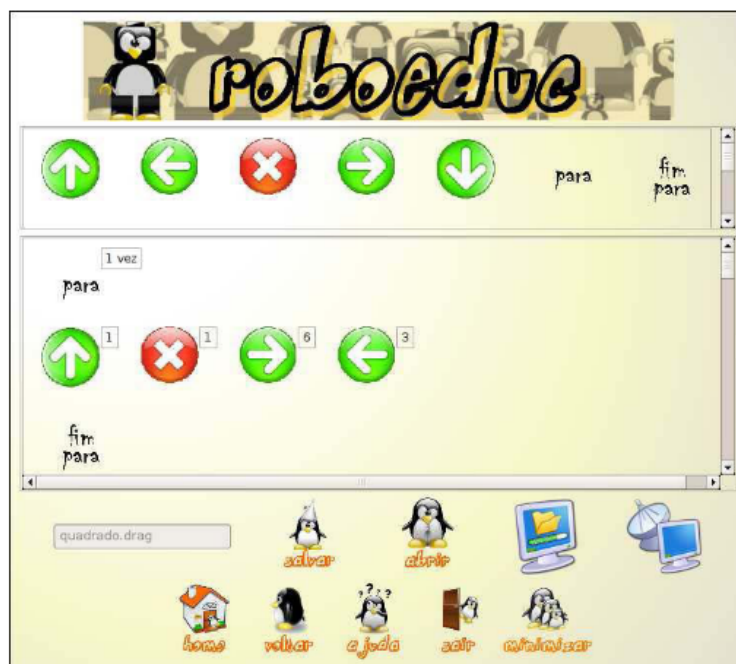 roboeduc
para
fim
para
1 vez
para
1 1 6 3
fim
para
quadrado.drag
salvar abrir
home voltar ajuda sair minimizar